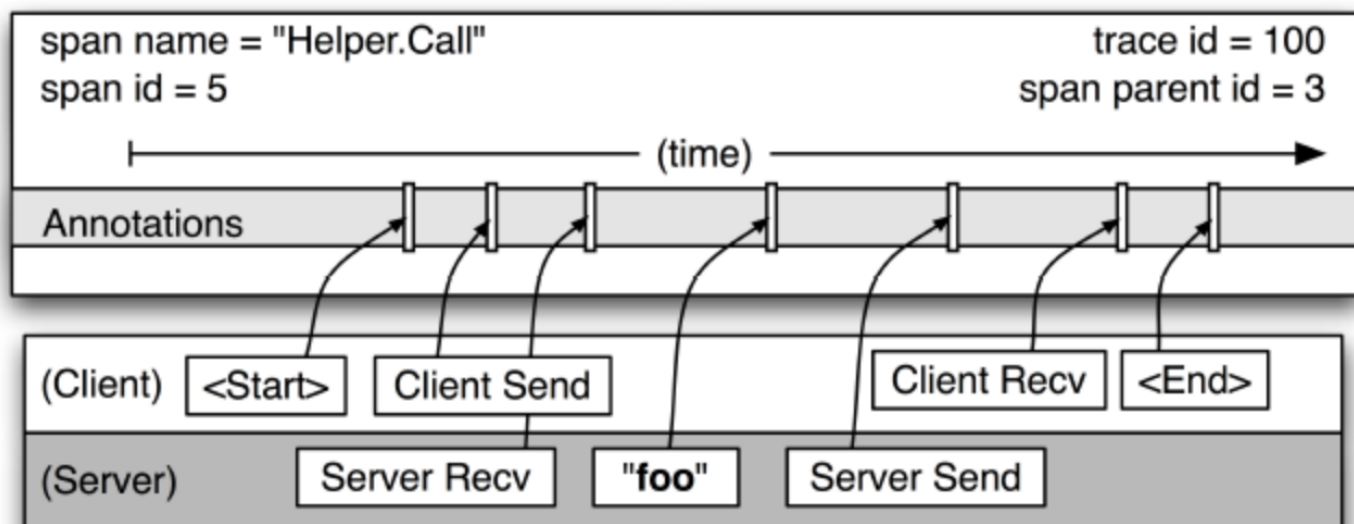 span name = "Helper.Call"
trace id = 100
span id = 5
span parent id = 3
(time)
Annotations
(Client)
<Start>
Client Send
Client Recv
<End>
(Server)
Server Recv
"foo"
Server Send